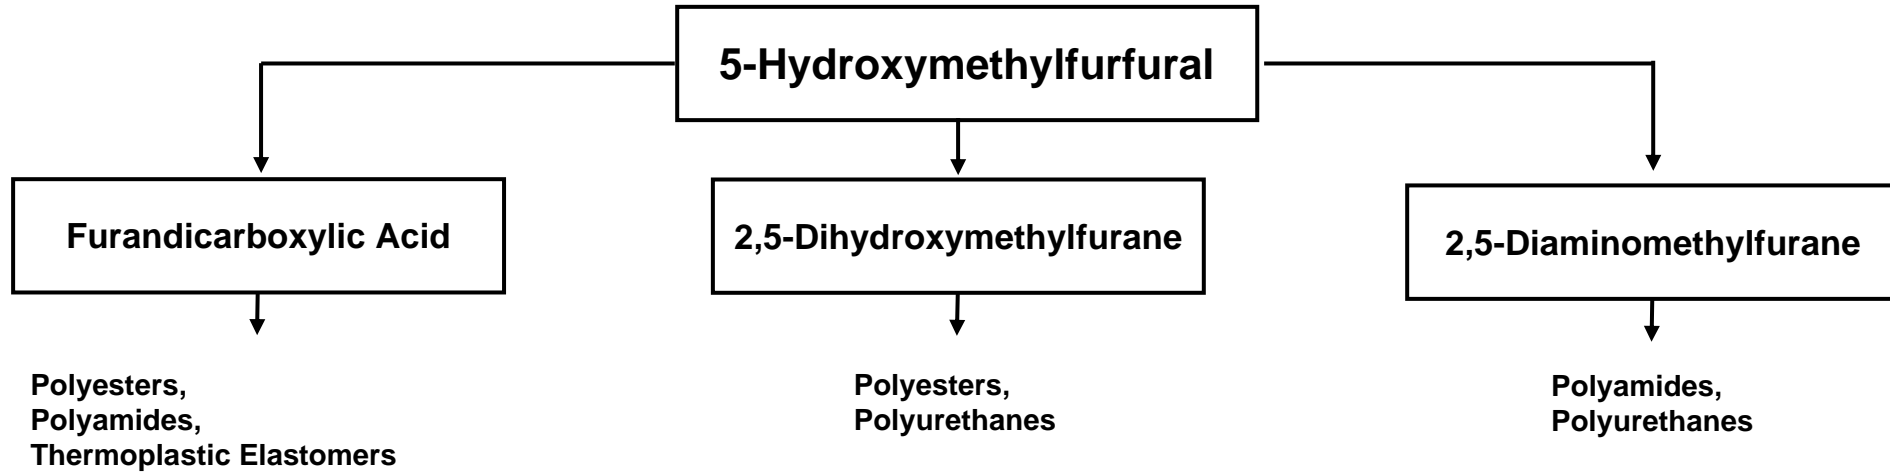 5-Hydroxymethylfurfural
Furandicarboxylic Acid
2,5-Dihydroxymethylfurane
2,5-Diaminomethylfurane
Polyesters,
Polyamides,
Thermoplastic Elastomers
Polyesters,
Polyurethanes
Polyamides,
Polyurethanes